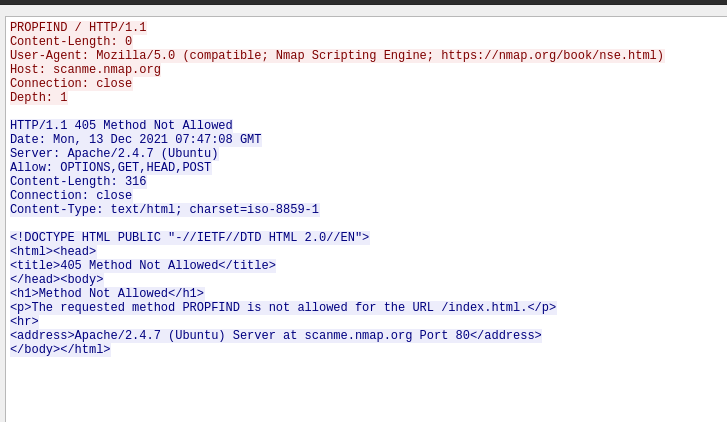 PROPFIND / HTTP/1.1
Content-Length: 0
User-Agent: Mozilla/5.0 (compatible; Nmap Scripting Engine; https://nmap.org/book/nse.html)
Host: scanme.nmap.org
Connection: close
Depth: 1
HTTP/1.1 405 Method Not Allowed
Date: Mon, 13 Dec 2021 07:47:08 GMT
Server: Apache/2.4.7 (Ubuntu)
Allow: OPTIONS,GET,HEAD,POST
Content-Length: 316
Connection: close
Content-Type: text/html; charset=iso-8859-1
<!DOCTYPE HTML PUBLIC "-//IETF//DTD HTML 2.0//EN">
<html><head>
<title>405 Method Not Allowed</title>
</head><body>
<h1>Method Not Allowed</h1>
<p>The requested method PROPFIND is not allowed for the URL /index.html.</p>
<hr>
<address>Apache/2.4.7 (Ubuntu) Server at scanme.nmap.org Port 80</address>
</body></html>